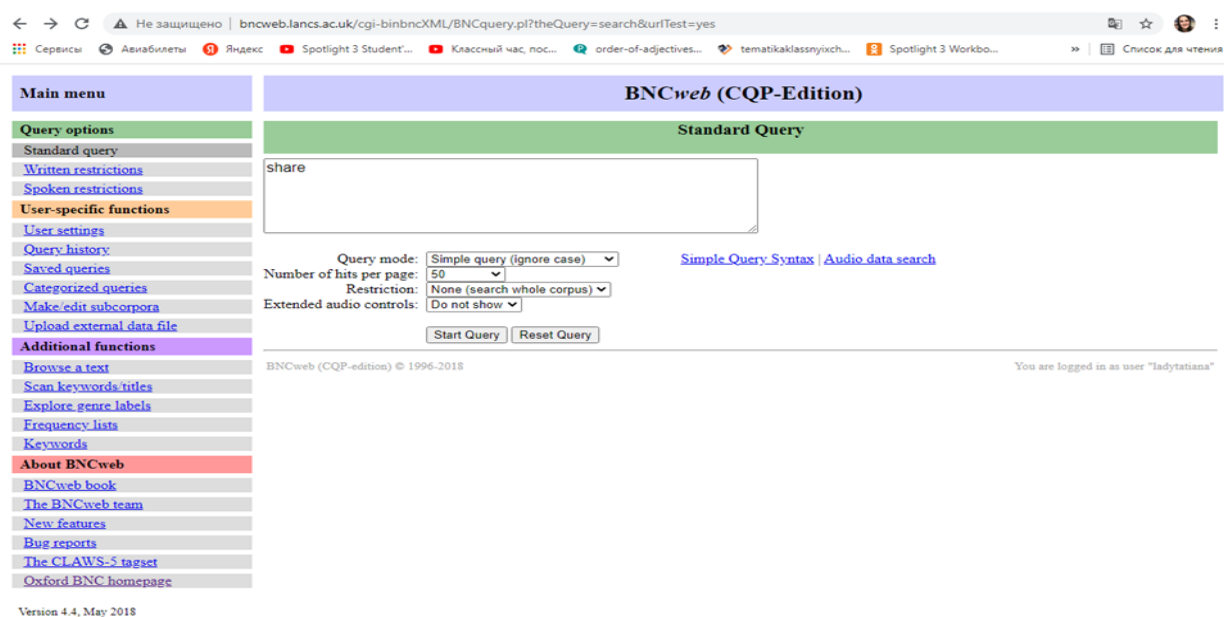 Не защищено | bncweb.lancs.ac.uk/cgi-binbncXML/BNCquery.pl?theQuery=search&urlTest=yes
Сервисы Авиабилеты Яндекс Spotlight 3 Student'... Классный час, пос... order-of-adjectives... tematikaklassnyixch... Spotlight 3 Workbo... » Список для чтения
Main menu
BNCweb (CQP-Edition)
Query options
Standard query
Written restrictions
Spoken restrictions
User-specific functions
User settings
Query history
Saved queries
Categorized queries
Make/edit subcorpora
Upload external data file
Additional functions
Browse a text
Scan keywords/titles
Explore genre labels
Frequency lists
Keywords
About BNCweb
BNCweb book
The BNCweb team
New features
Bug reports
The CLAWS-5 tagset
Oxford BNC homepage
Version 4.4, May 2018
Standard Query
share
Query mode: Simple query (ignore case) Simple Query Syntax | Audio data search
Number of hits per page: 50
Restriction: None (search whole corpus)
Extended audio controls: Do not show
Start Query Reset Query
BNCweb (CQP-edition) © 1996-2018 You are logged in as user "ladytatiana"